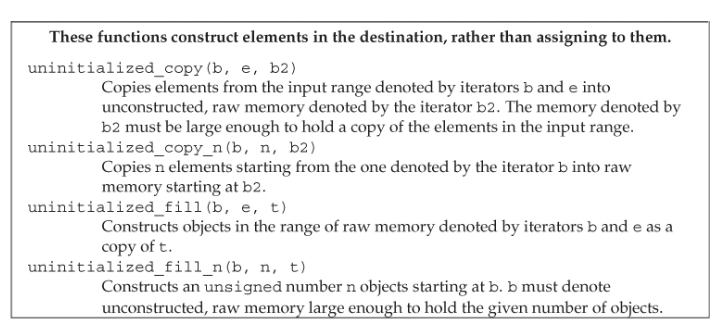 These functions construct elements in the destination, rather than assigning to them.
uninitialized_copy(b, e, b2)
Copies elements from the input range denoted by iterators b and e into
unconstructed, raw memory denoted by the iterator b2. The memory denoted by
b2 must be large enough to hold a copy of the elements in the input range.
uninitialized_copy_n(b, n, b2)
Copies n elements starting from the one denoted by the iterator b into raw
memory starting at b2.
uninitialized_fill(b, e, t)
Constructs objects in the range of raw memory denoted by iterators b and e as a
copy of t.
uninitialized_fill_n(b, n, t)
Constructs an unsigned number n objects starting at b. b must denote
unconstructed, raw memory large enough to hold the given number of objects.